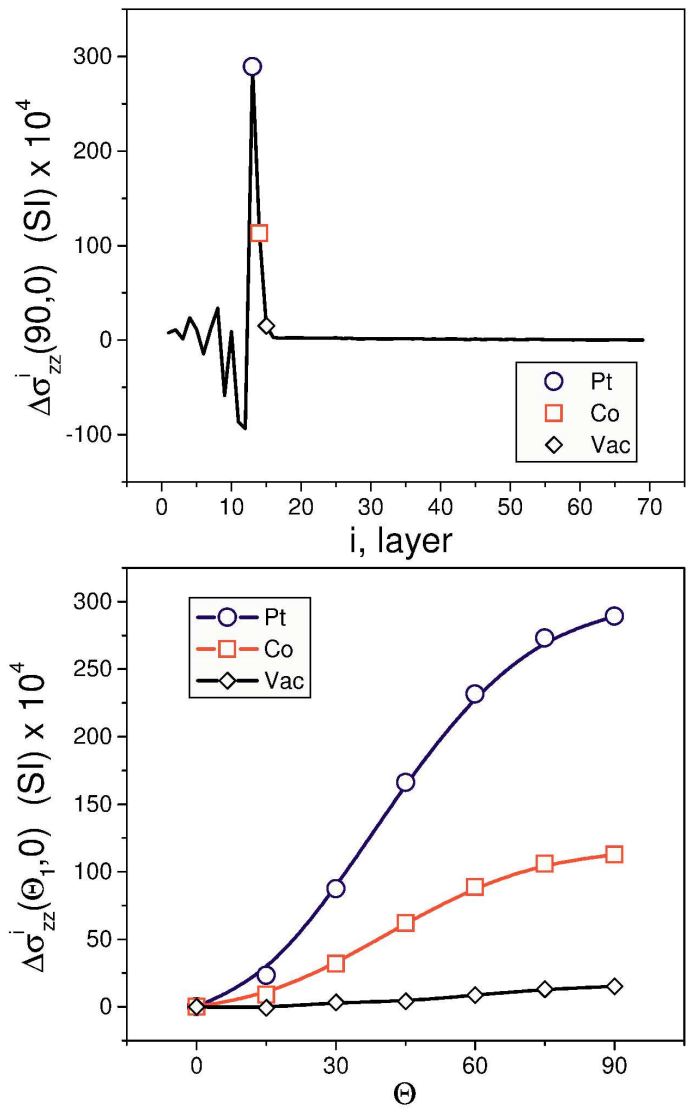 Δσ^i_zz(90,0) (SI) x 10^4
300
200
100
0
-100
Pt
Co
Vac
0 10 20 30 40 50 60 70
i, layer
Δσ^i_zz(Θ_1,0) (SI) x 10^4
300
250
200
150
100
50
0
Pt
Co
Vac
0 30 60 90
Θ